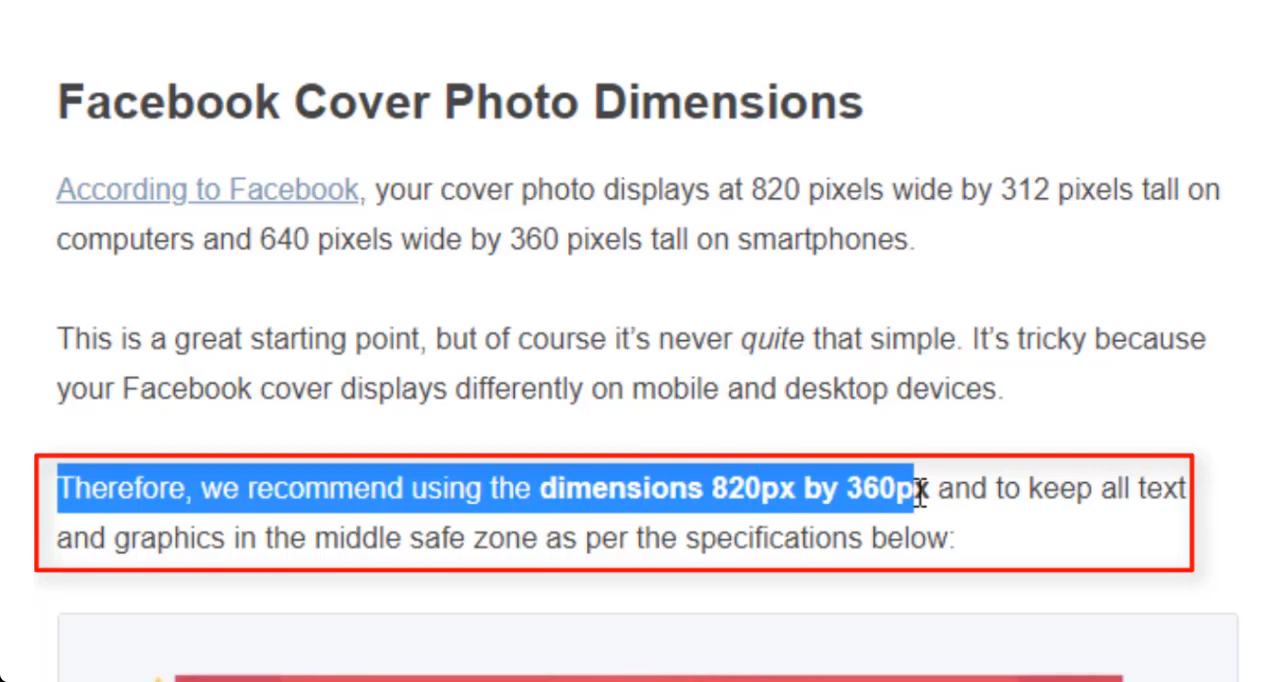 Facebook Cover Photo Dimensions
According to Facebook, your cover photo displays at 820 pixels wide by 312 pixels tall on
computers and 640 pixels wide by 360 pixels tall on smartphones.
This is a great starting point, but of course it’s never quite that simple. It’s tricky because
your Facebook cover displays differently on mobile and desktop devices.
Therefore, we recommend using the dimensions 820px by 360px and to keep all text
and graphics in the middle safe zone as per the specifications below: